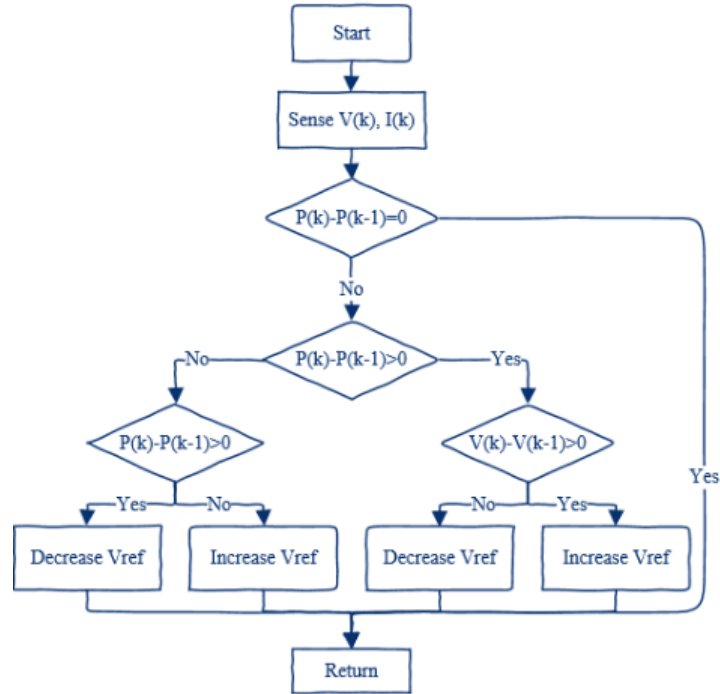 Start
Sense V(k), I(k)
P(k)-P(k-1)=0
No
P(k)-P(k-1)>0
No
Yes
P(k)-P(k-1)>0
V(k)-V(k-1)>0
Yes
Yes
No
No
Yes
Decrease Vref
Increase Vref
Decrease Vref
Increase Vref
Return